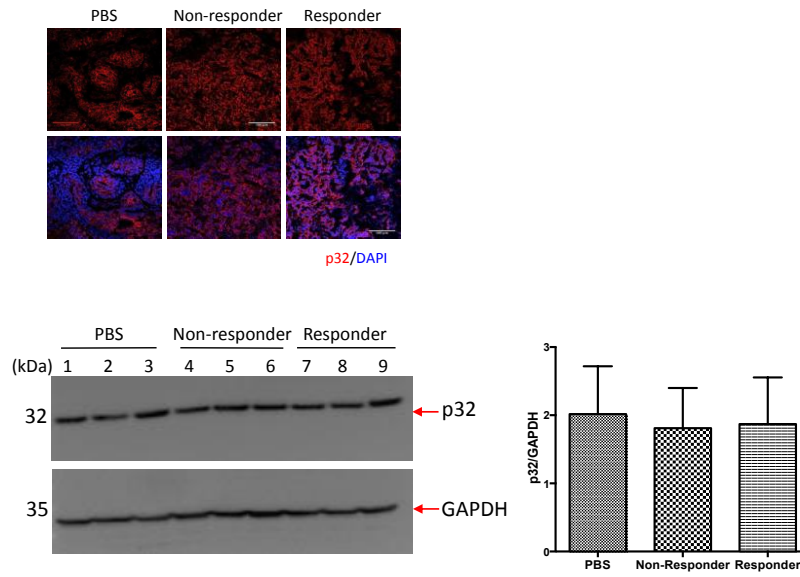 PBS Non-responder Responder
p32/DAPI
PBS Non-responder Responder
(kDa) 1 2 3 4 5 6 7 8 9
32 p32
35 GAPDH
p32/GAPDH
3
2
1
0
PBS Non-Responder Responder